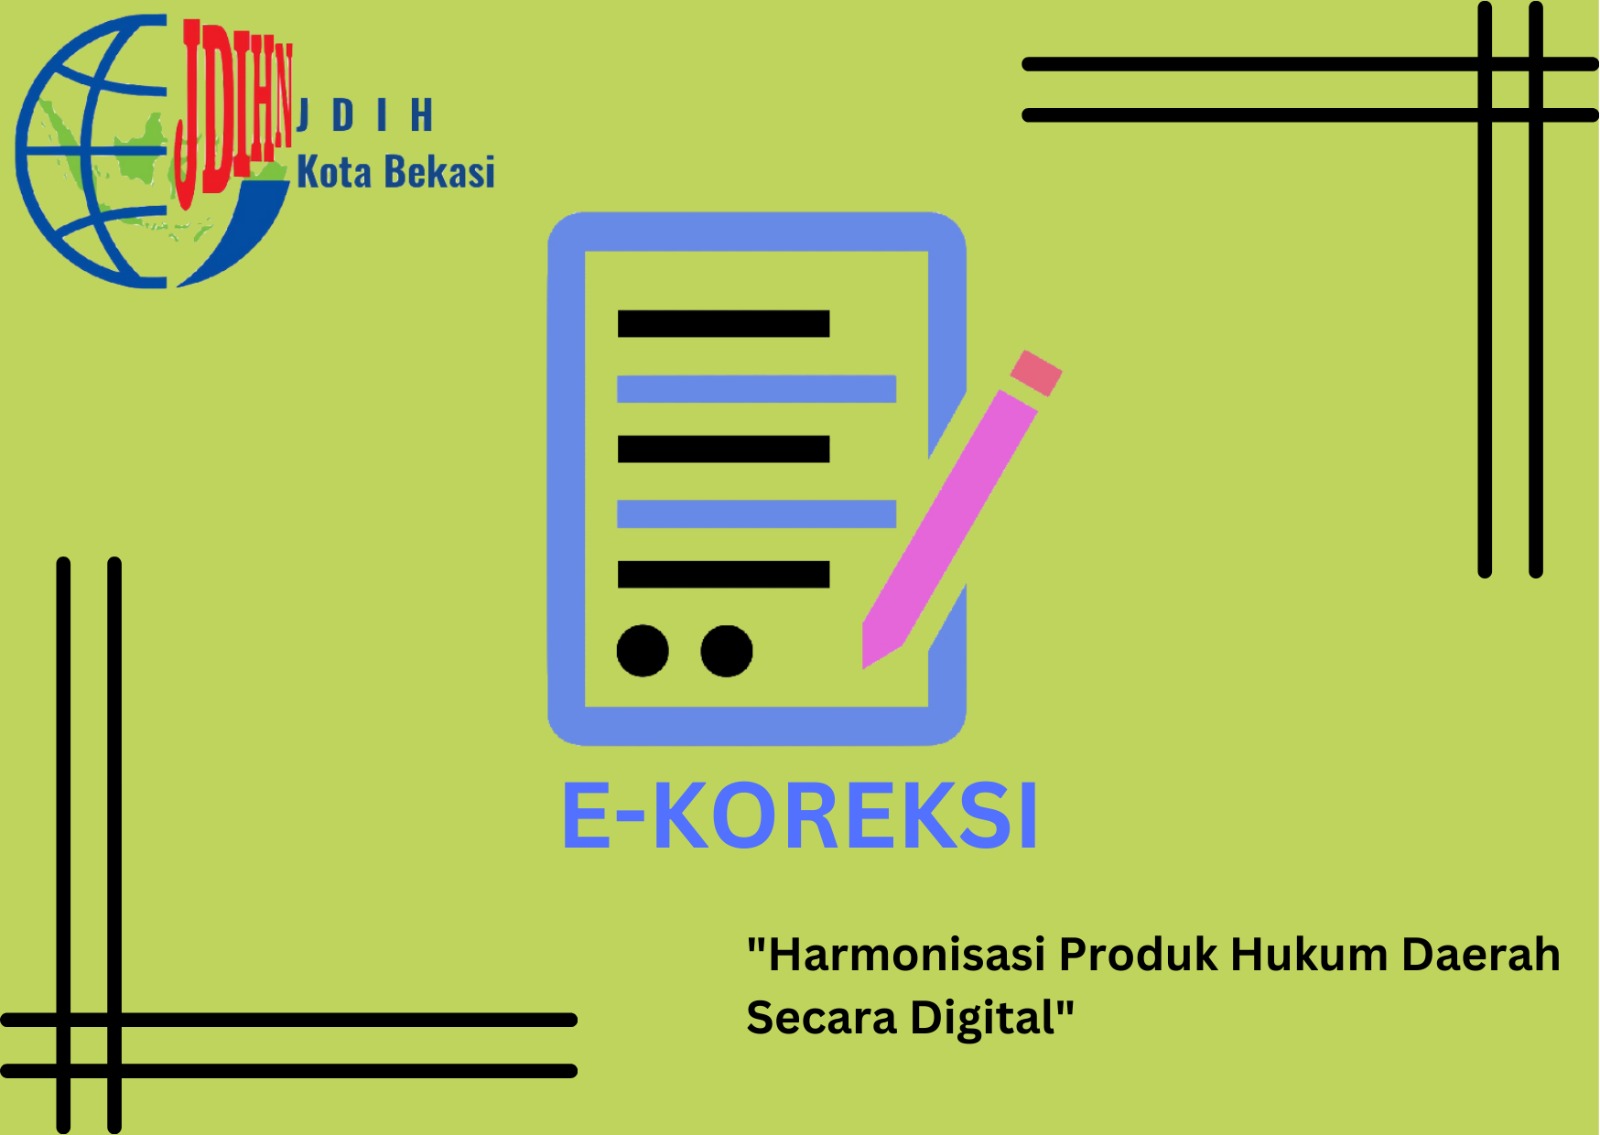 JDIHN
J D I H
Kota Bekasi
E-KOREKSI
"Harmonisasi Produk Hukum Daerah
Secara Digital"